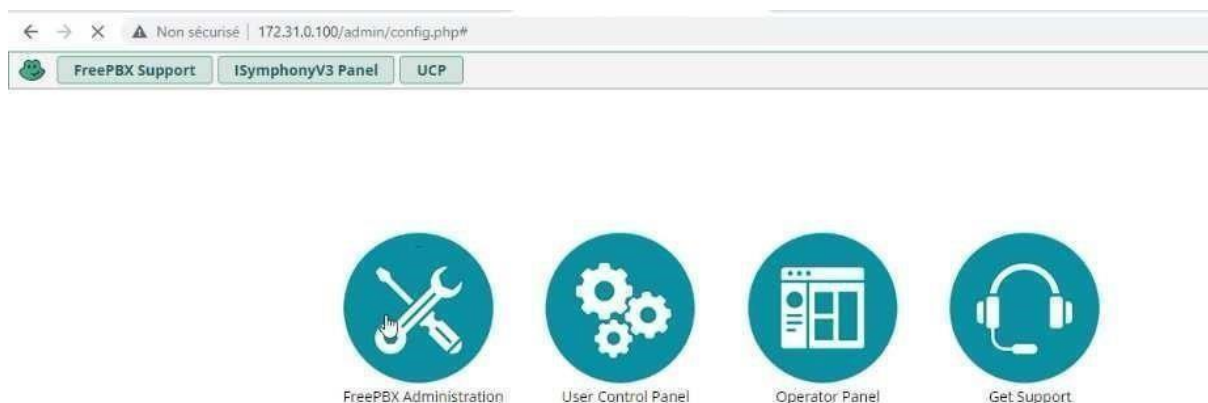 Non sécurisé | 172.31.0.100/admin/config.php#
FreePBX Support ISymphonyV3 Panel UCP
FreePBX Administration User Control Panel Operator Panel Get Support